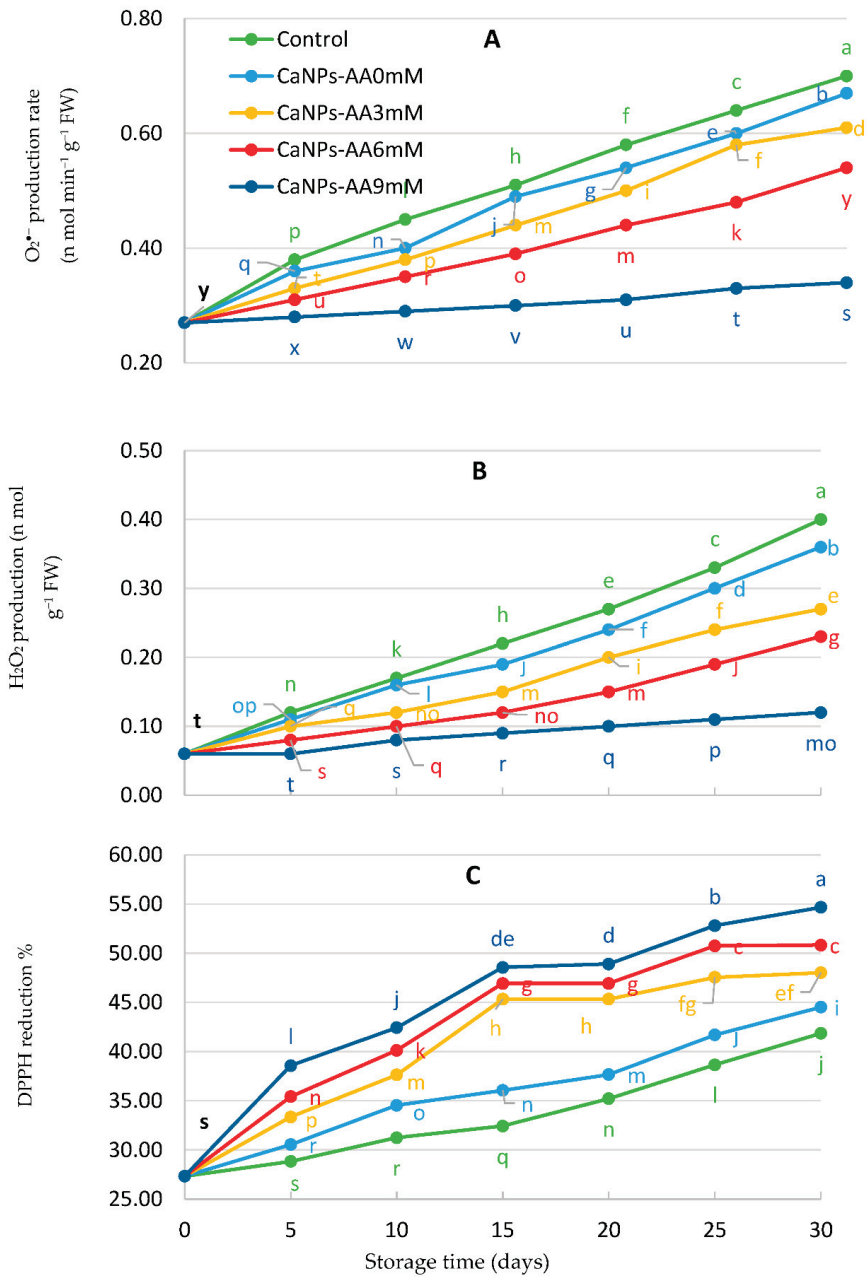 0.80
A
Control
a
CaNPs-AA0mM
c
b
CaNPs-AA3mM
f
0.60
CaNPs-AA6mM
e
d
h
f
CaNPs-AA9mM
g
i
y
n
j
m
k
p
m
0.40
q
t
p
o
y
u
r
x
w
v
u
t
s
0.20
O₂•− production rate
(n mol min⁻¹ g⁻¹ FW)
0.50
B
a
0.40
c
b
e
d
0.30
h
f
e
f
k
i
g
0.20
n
l
j
m
j
op
q
m
t
no
no
0.10
s
q
t
s
r
q
p
mo
0.00
H₂O₂ production (n mol
g⁻¹ FW)
60.00
C
a
55.00
b
de
d
50.00
c
c
j
g
g
fg
ef
45.00
l
h
h
i
k
j
40.00
n
m
m
j
p
o
n
l
35.00
s
r
n
q
30.00
s
r
25.00
DPPH reduction %
0 5 10 15 20 25 30
Storage time (days)